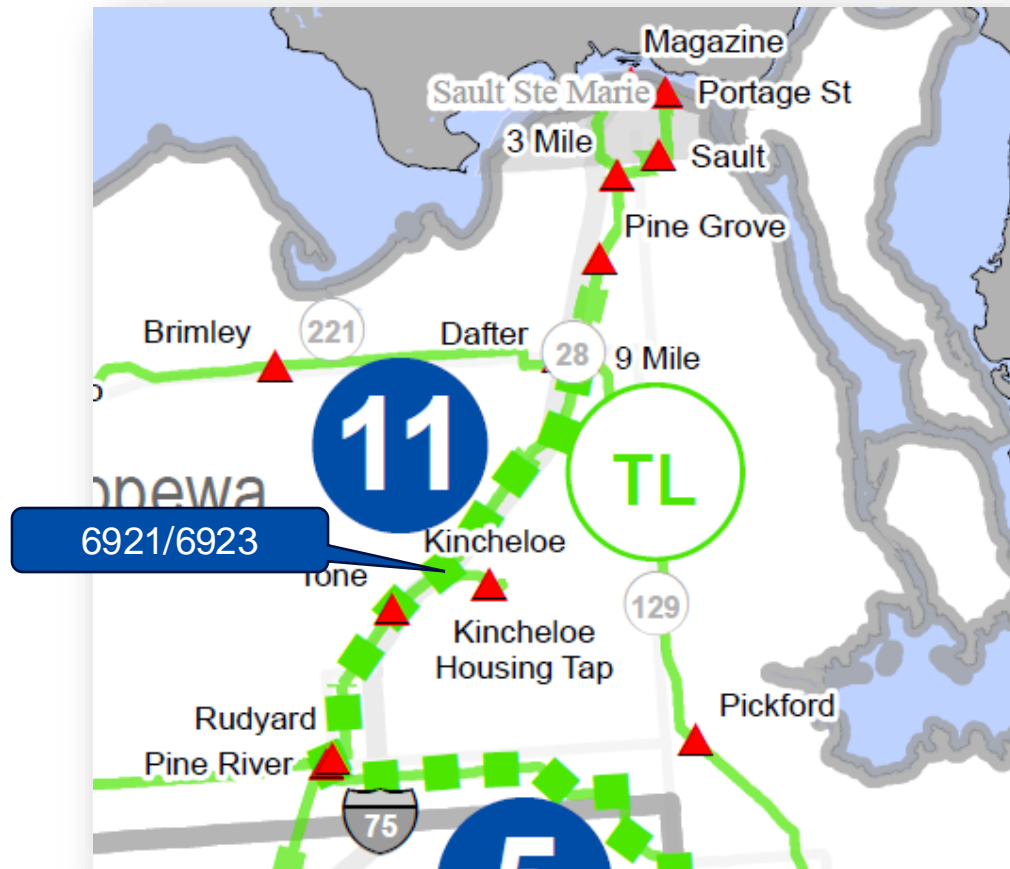 Magazine
Sault Ste Marie
Portage St
3 Mile
Sault
Pine Grove
Brimley
221
Dafter
28
9 Mile
11
TL
6921/6923
Kincheloe
129
Kincheloe
Housing Tap
Pickford
Rudyard
Pine River
75